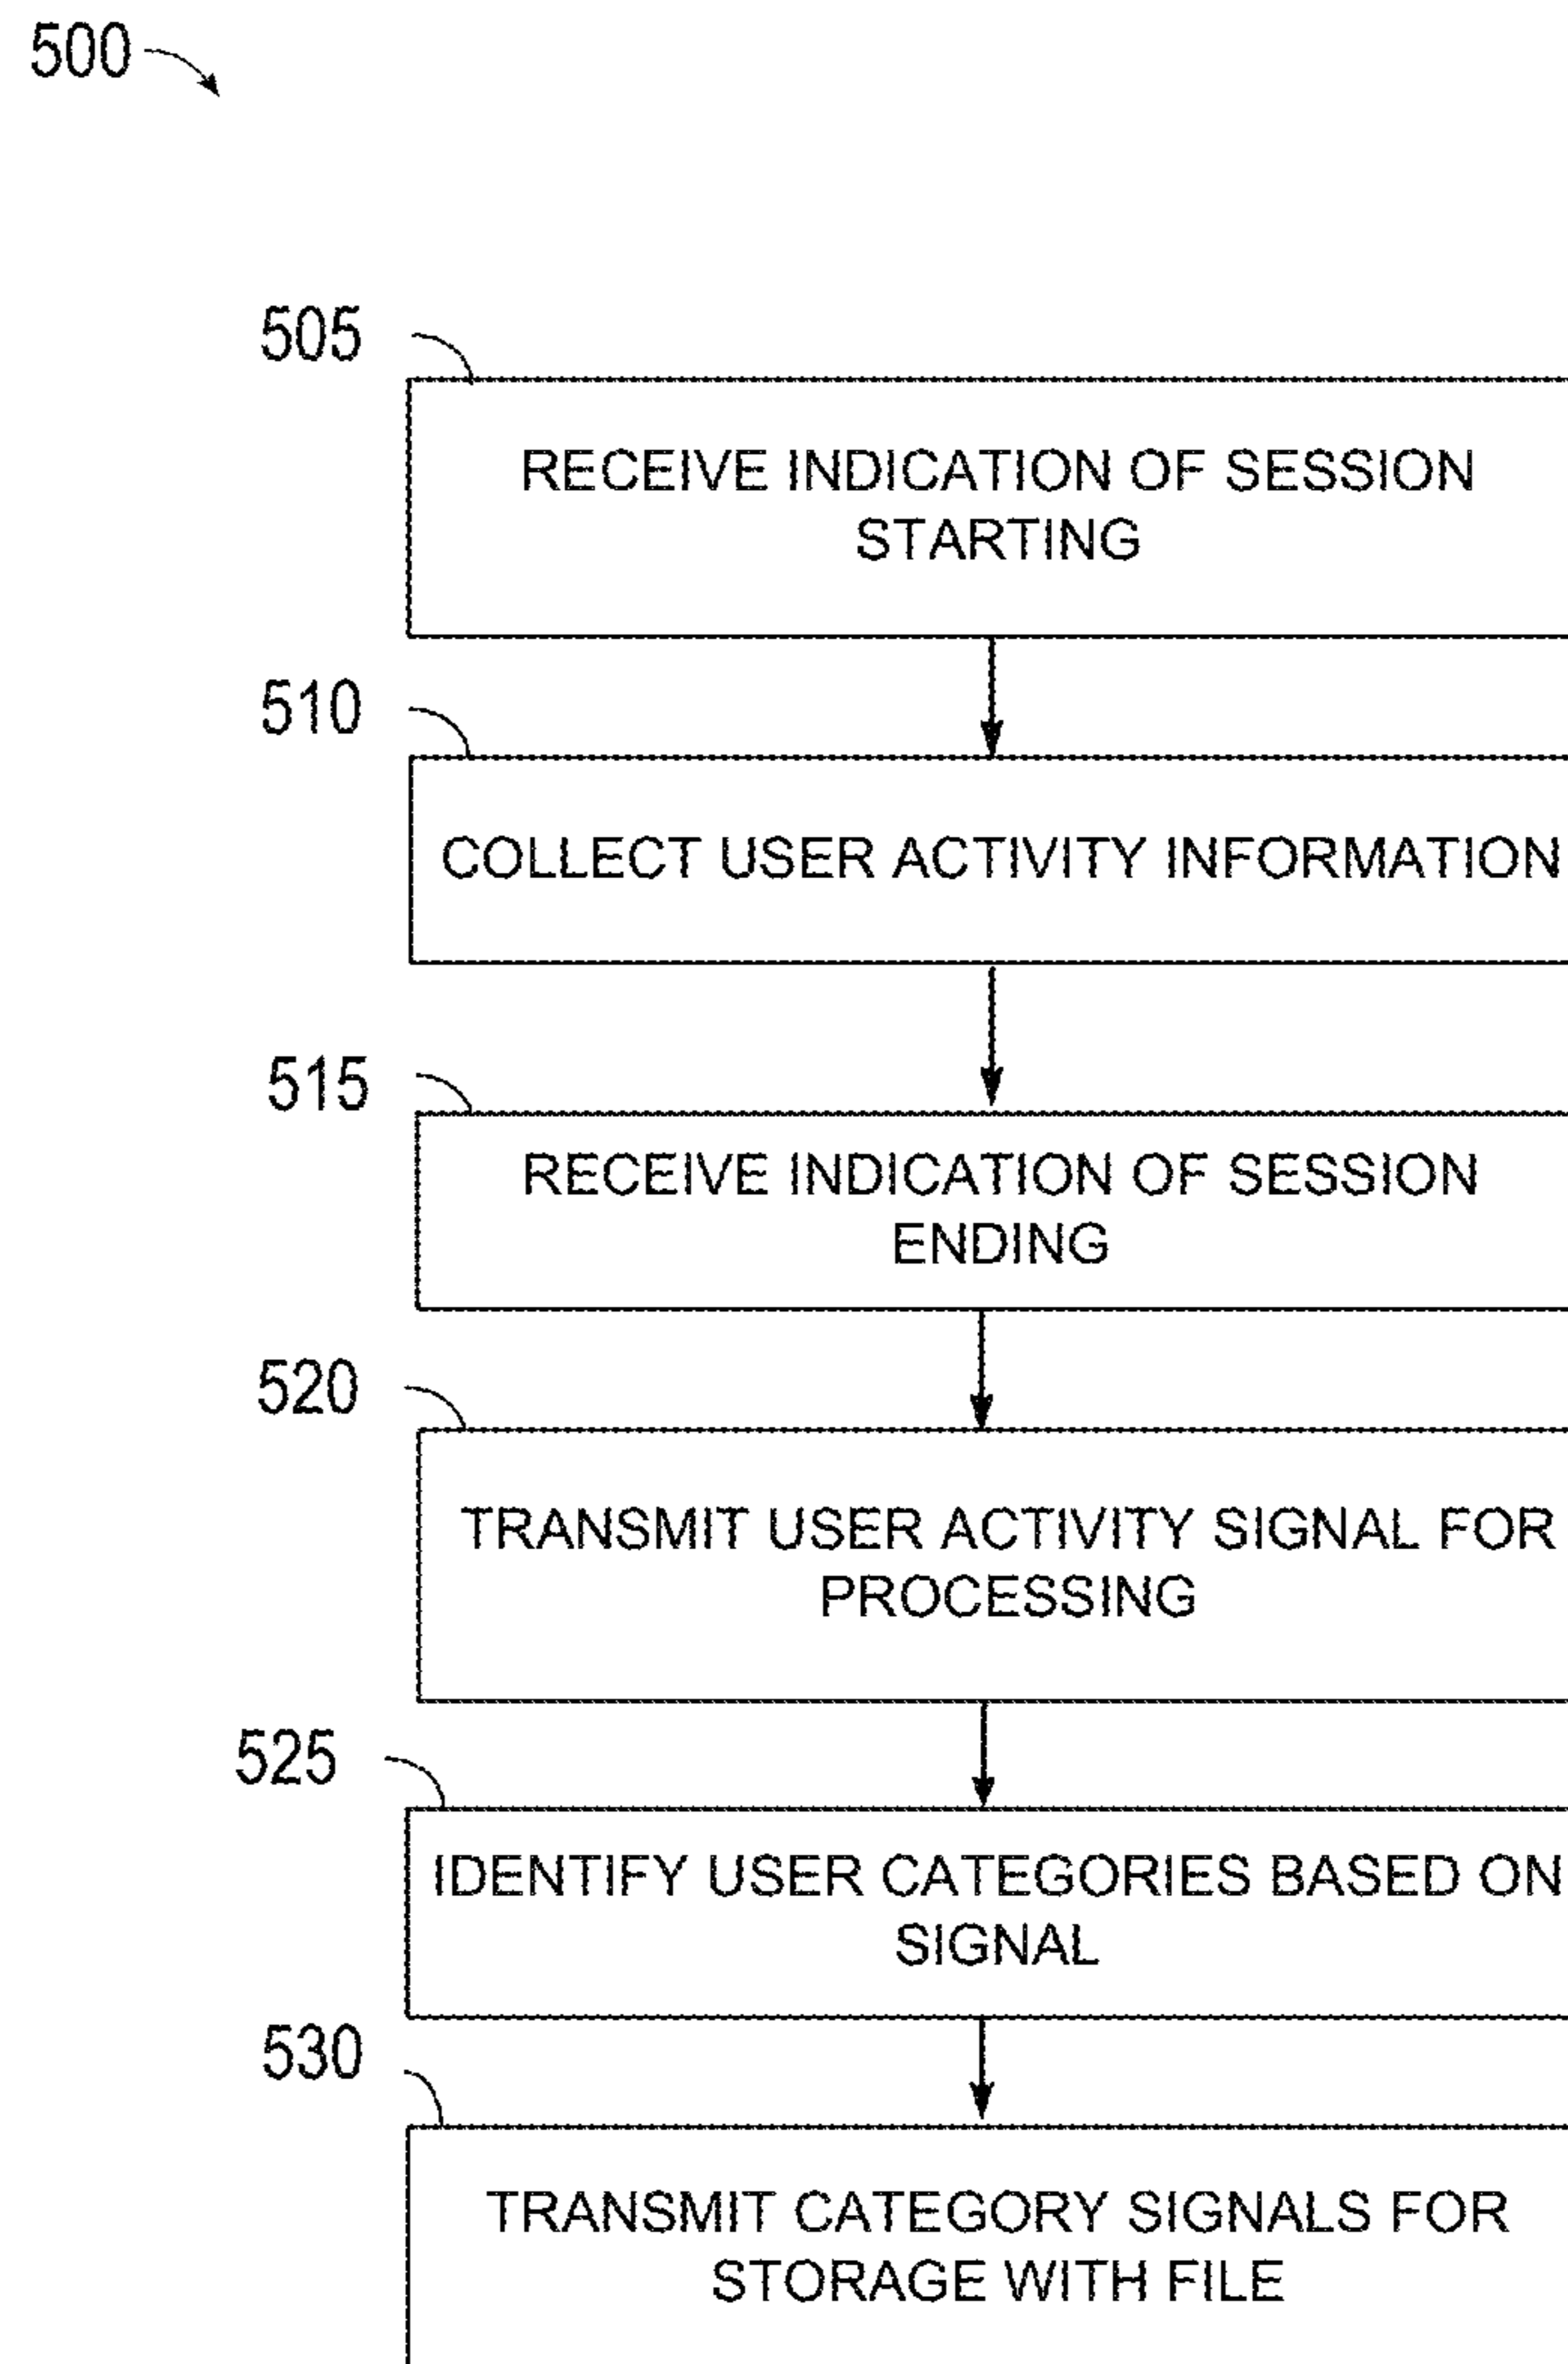 500
505
RECEIVE INDICATION OF SESSION
STARTING
510
COLLECT USER ACTIVITY INFORMATION
515
RECEIVE INDICATION OF SESSION
ENDING
520
TRANSMIT USER ACTIVITY SIGNAL FOR
PROCESSING
525
IDENTIFY USER CATEGORIES BASED ON
SIGNAL
530
TRANSMIT CATEGORY SIGNALS FOR
STORAGE WITH FILE